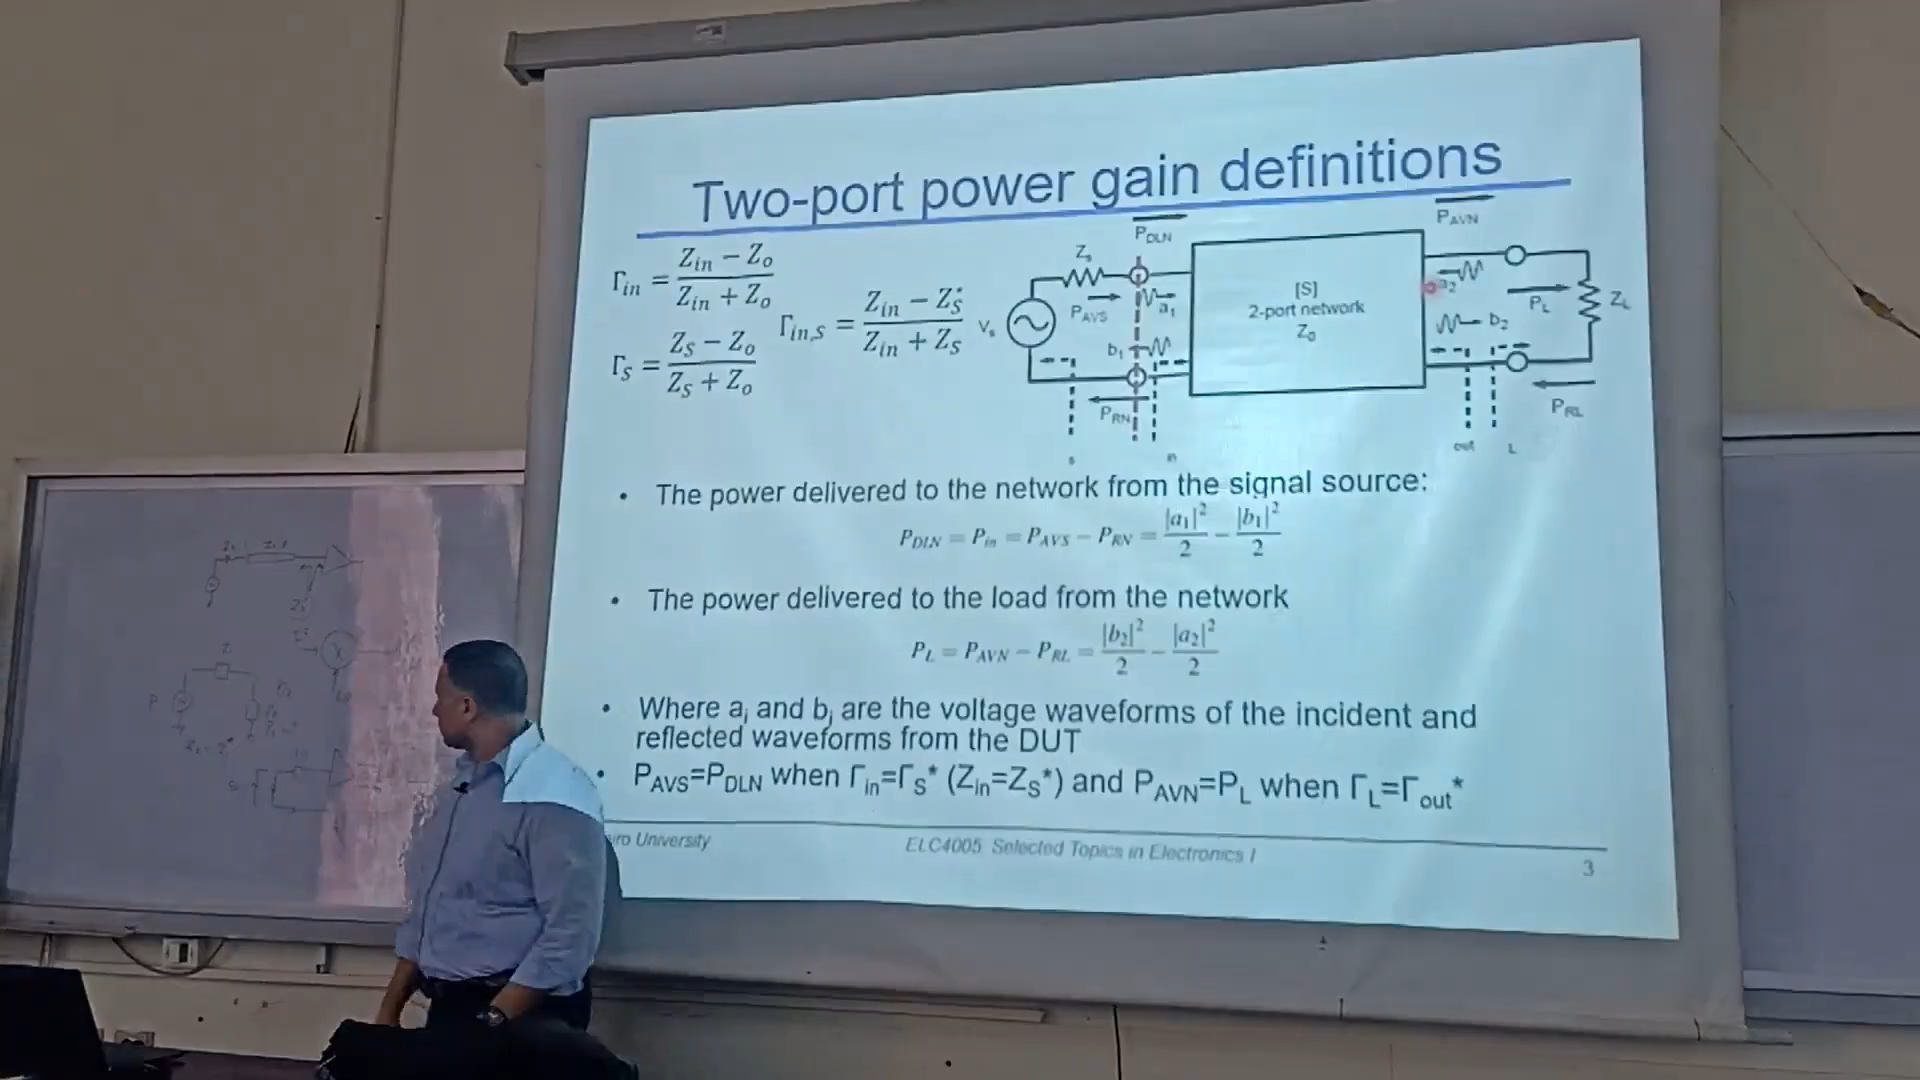 Two-port power gain definitions
Γin = (Zin − Zo) / (Zin + Zo)
ΓS = (ZS − Zo) / (ZS + Zo)
Γin,S = (Zin − ZS*) / (Zin + ZS)
PDLN
PAVN
Zs
PAVS
a1
Vs
b1
PRN
s
in
[S]
2-port network
Zo
a2
PL
ZL
b2
PRL
out
L
• The power delivered to the network from the signal source:
PDLN = Pin = PAVS − PRN = |a1|²/2 − |b1|²/2
• The power delivered to the load from the network
PL = PAVN − PRL = |b2|²/2 − |a2|²/2
• Where ai and bi are the voltage waveforms of the incident and
reflected waveforms from the DUT
• PAVS=PDLN when Γin=ΓS* (Zin=ZS*) and PAVN=PL when ΓL=Γout*
University
ELC4005 Selected Topics in Electronics I
3